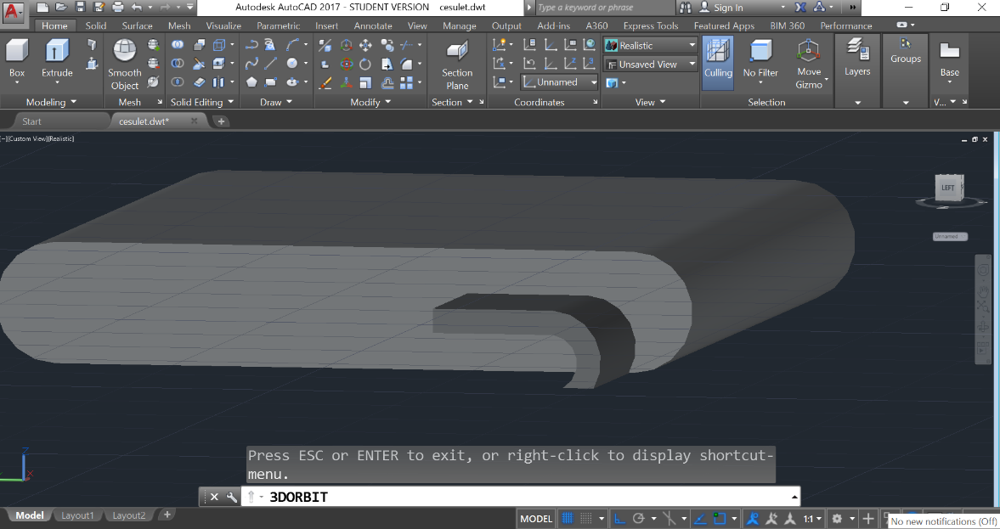 Autodesk AutoCAD 2017 - STUDENT VERSION cesulet.dwt
Type a keyword or phrase
Sign In
Home Solid Surface Mesh Visualize Parametric Insert Annotate View Manage Output Add-ins A360 Express Tools Featured Apps BIM 360 Performance
Box
Extrude
Smooth
Object
Section
Plane
Realistic
Unsaved View
Unnamed
Culling
No Filter
Move
Gizmo
Layers
Groups
Base
Modeling Mesh Solid Editing Draw Modify Section Coordinates View Selection V...
Start cesulet.dwt*
[−][Custom View][Realistic]
LEFT
Unnamed
Z
X
Press ESC or ENTER to exit, or right-click to display shortcut-
menu.
3DORBIT
Model Layout1 Layout2
MODEL
1:1
No new notifications (Off)